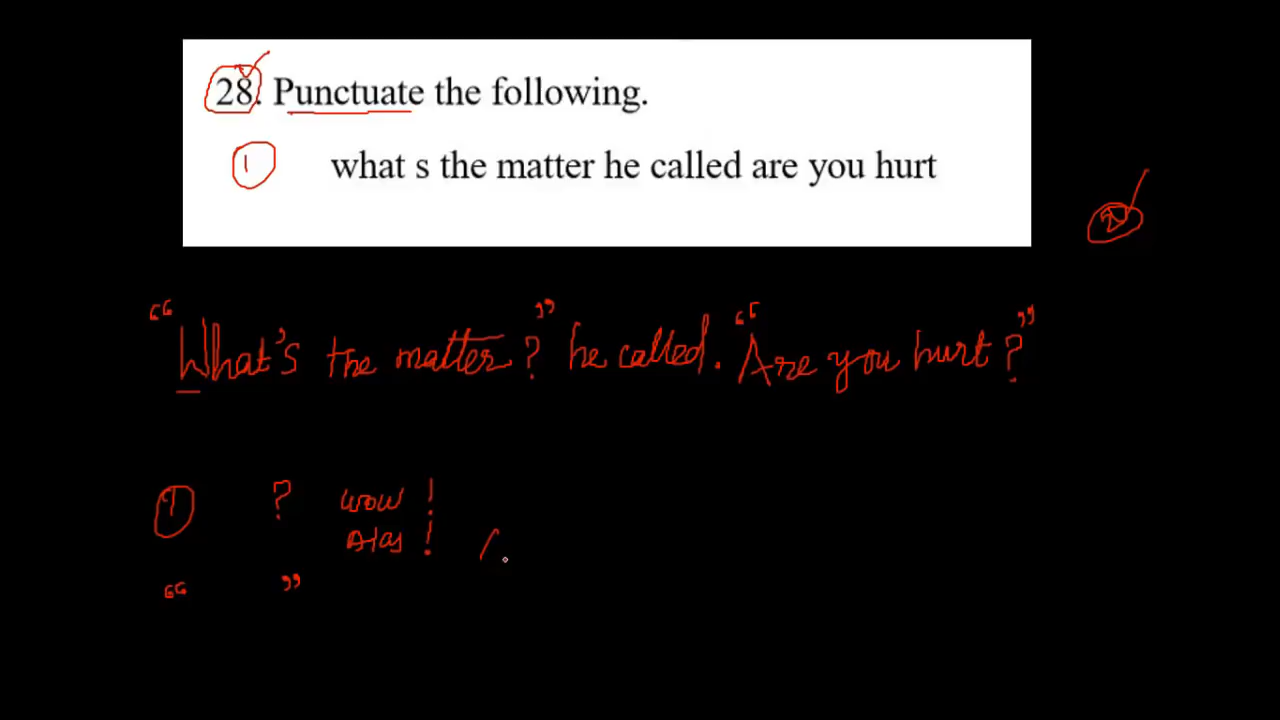 28. Punctuate the following.
1 what s the matter he called are you hurt
2
“What's the matter?” he called. “Are you hurt?”
1 ? wow !
Alas !
“ ”